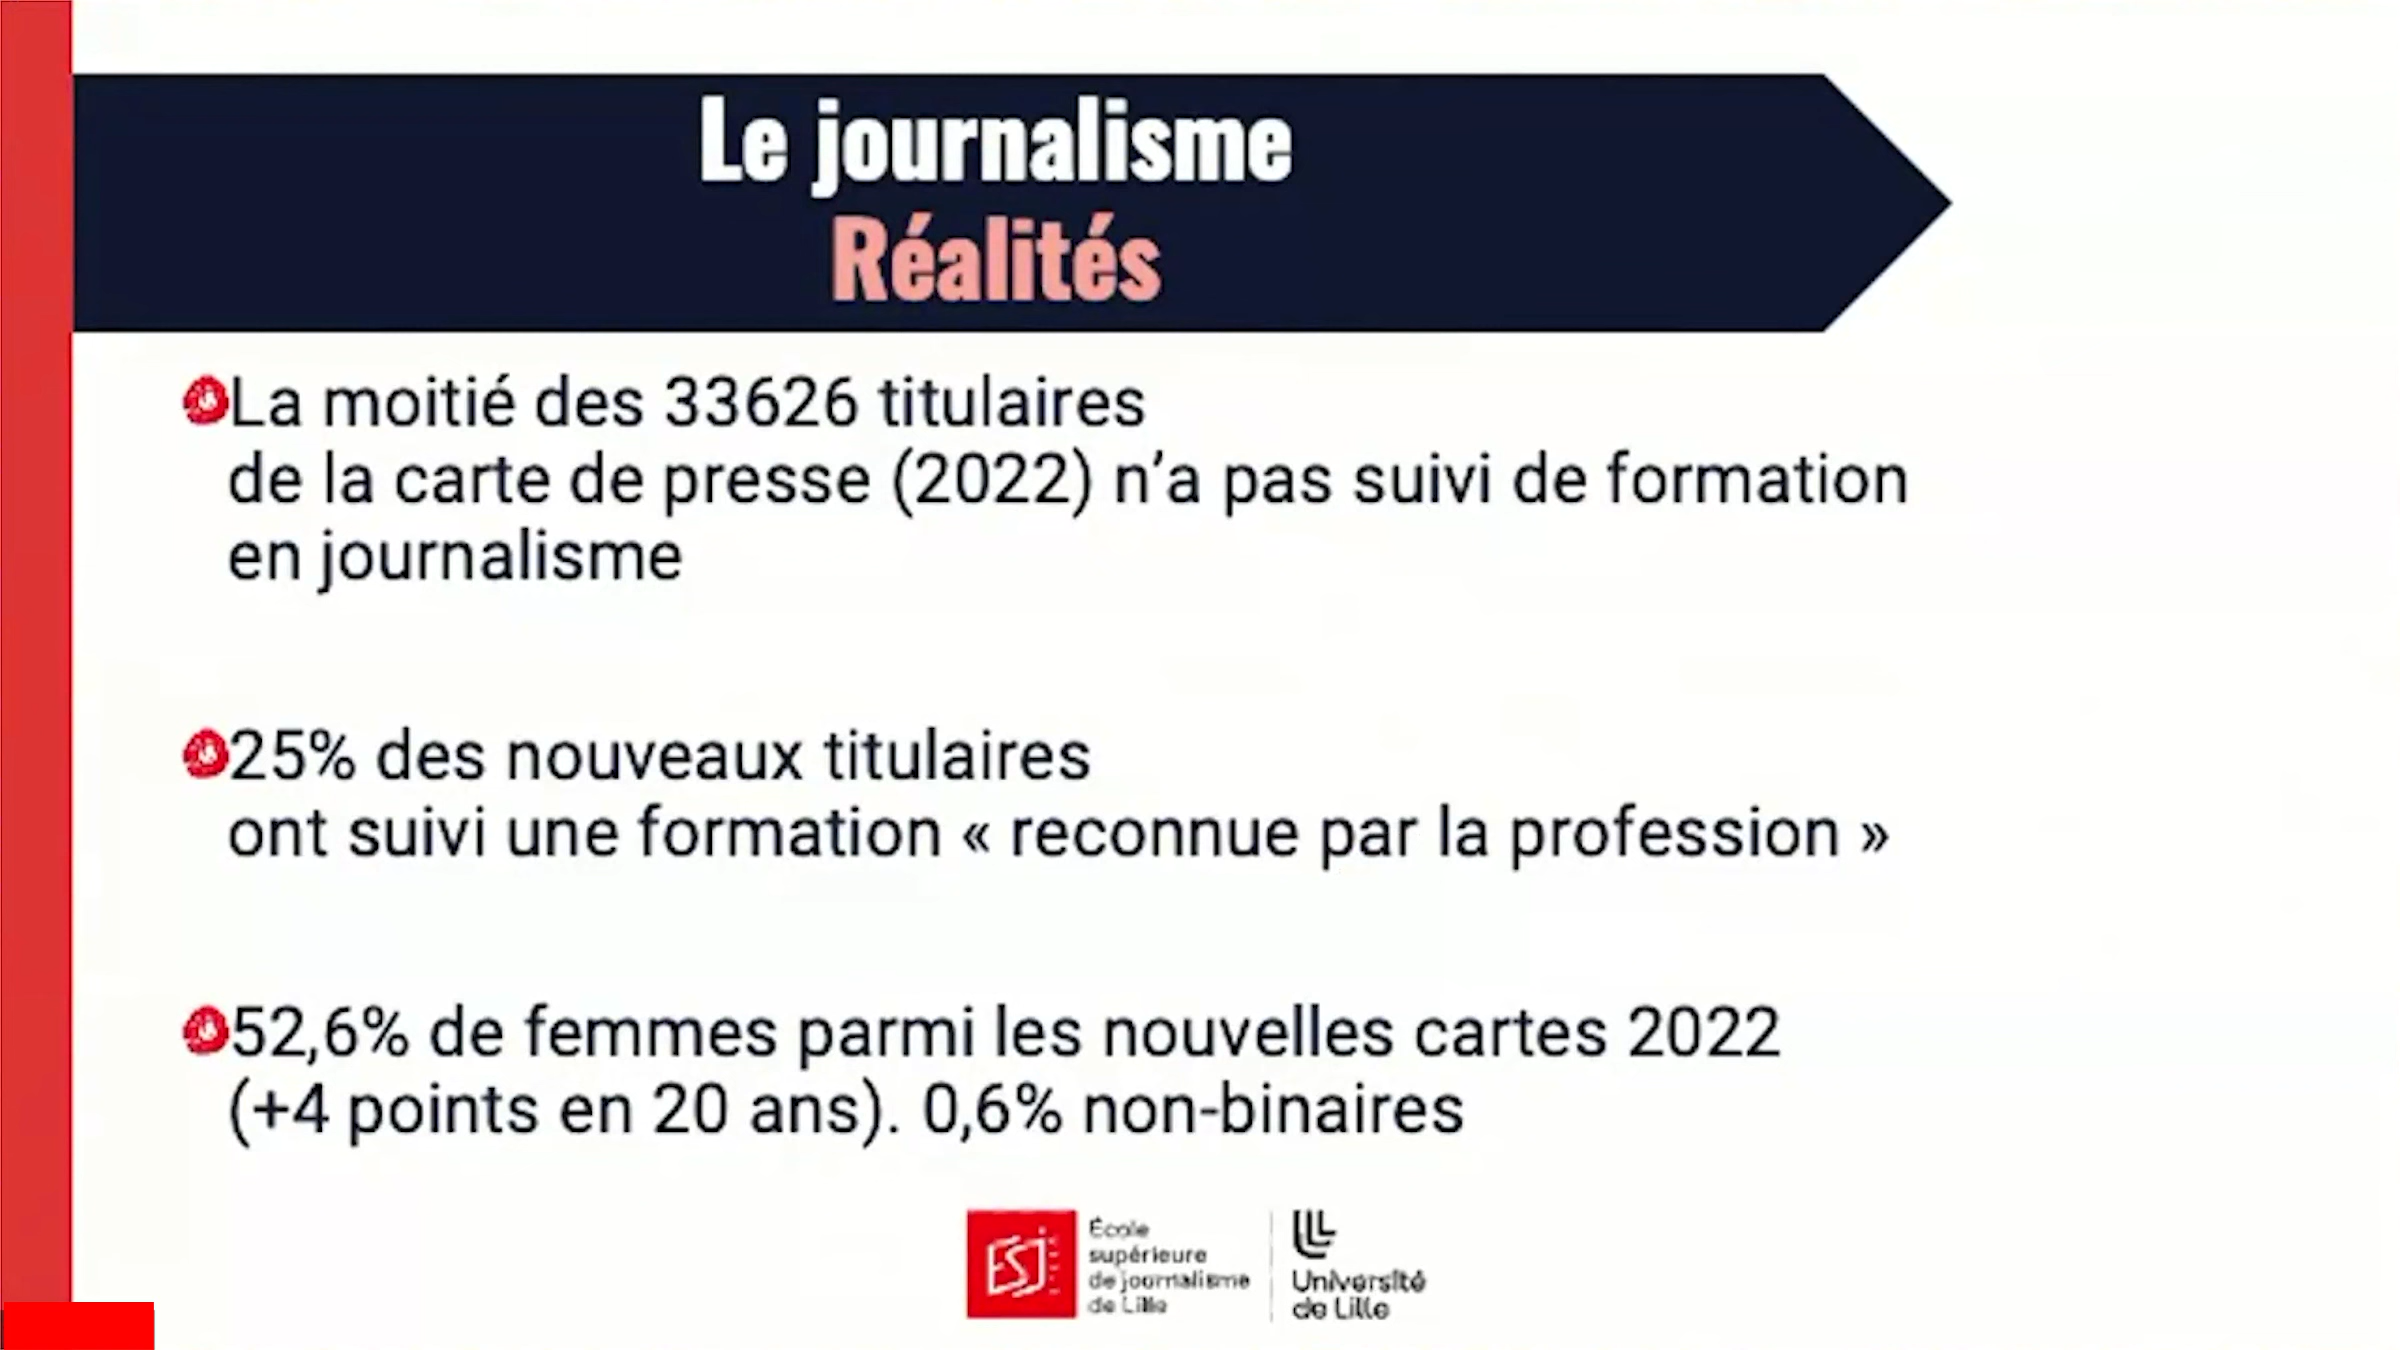 Le journalisme
Réalités
La moitié des 33626 titulaires
de la carte de presse (2022) n’a pas suivi de formation
en journalisme
25% des nouveaux titulaires
ont suivi une formation « reconnue par la profession »
52,6% de femmes parmi les nouvelles cartes 2022
(+4 points en 20 ans). 0,6% non-binaires
ESJ
École
supérieure
de journalisme
de Lille
Université
de Lille